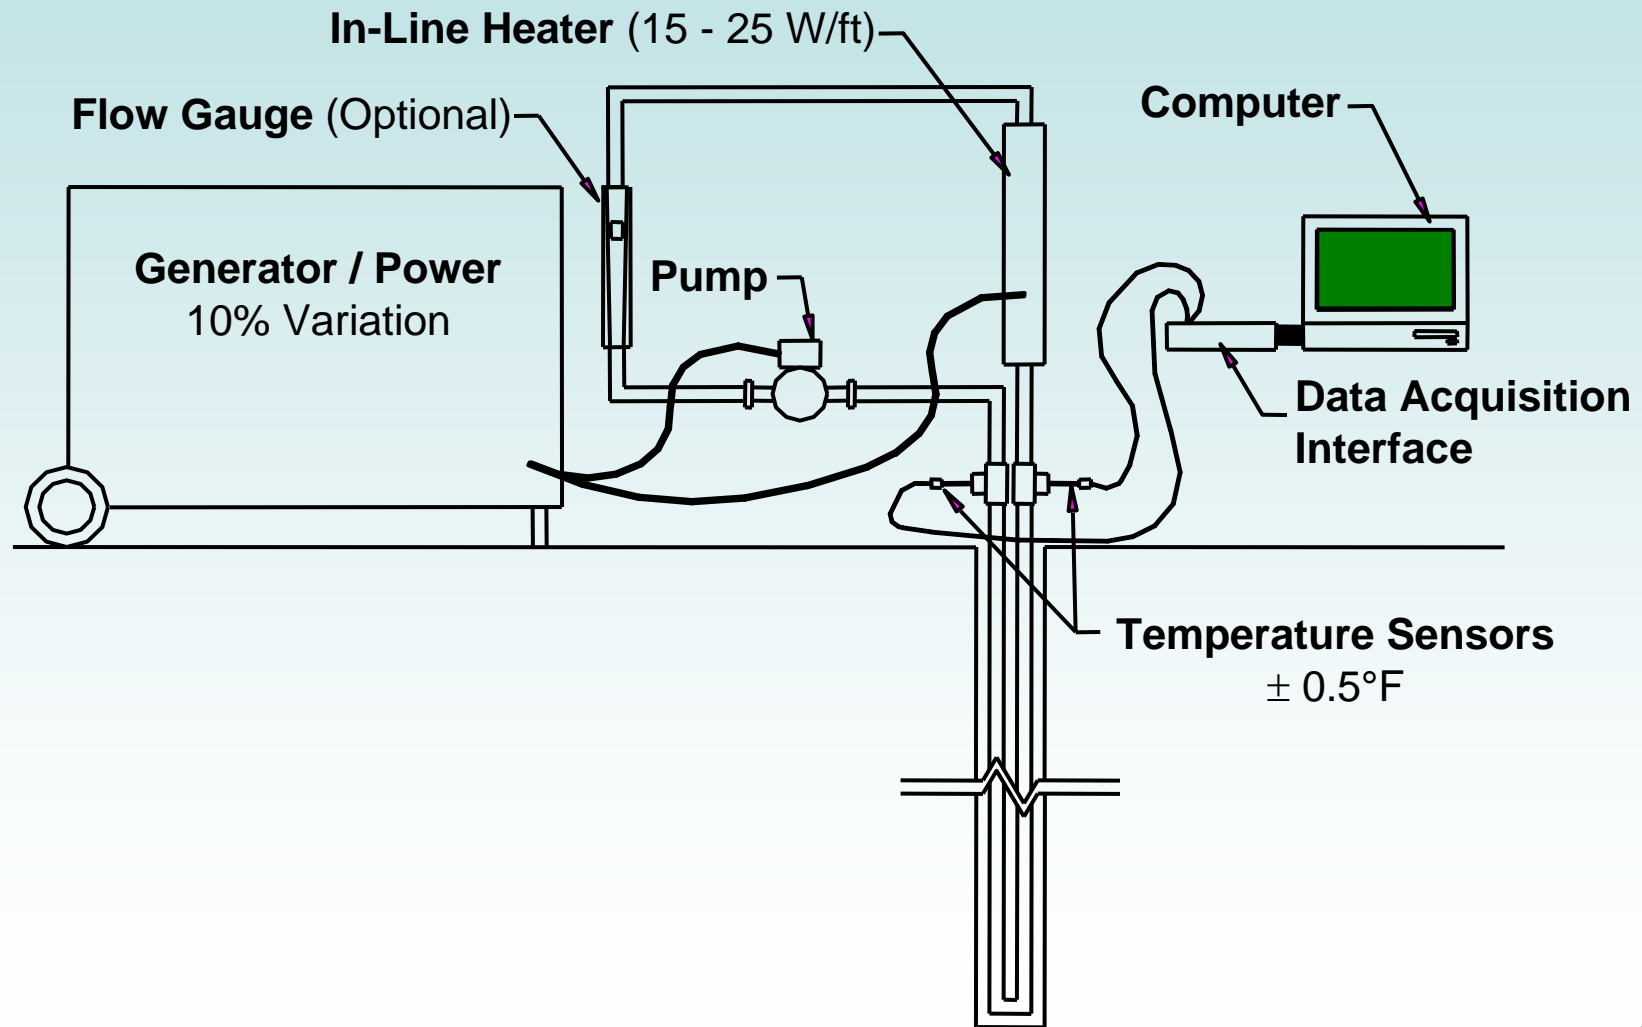 In-Line Heater (15 - 25 W/ft)
Flow Gauge (Optional)
Computer
Generator / Power
10% Variation
Pump
Data Acquisition
Interface
Temperature Sensors
± 0.5°F